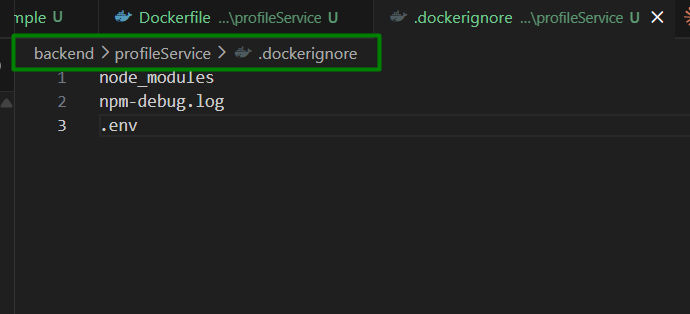 mple U Dockerfile ...\profileService U .dockerignore ...\profileService U
backend > profileService > .dockerignore
1 node_modules
2 npm-debug.log
3 .env